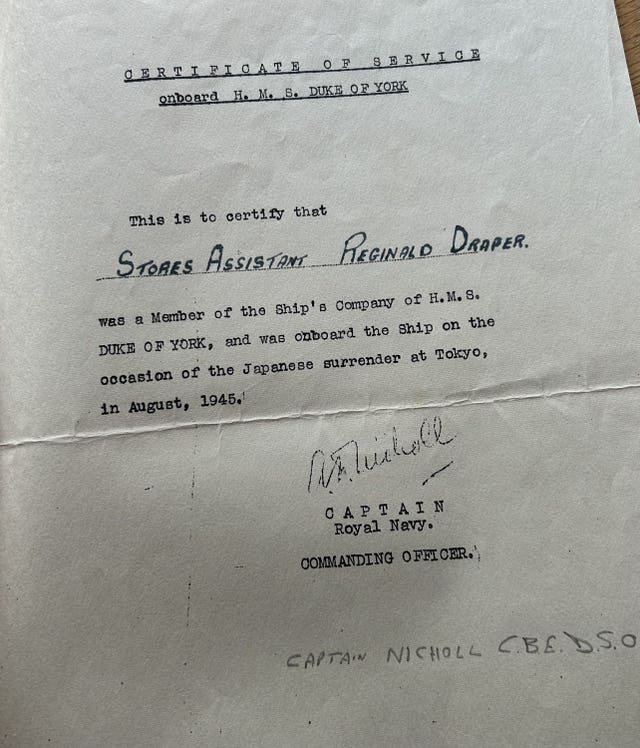 CERTIFICATE OF SERVICE
onboard H. M. S. DUKE OF YORK
This is to certify that
STORES ASSISTANT REGINALD DRAPER.
was a Member of the Ship's Company of H.M.S.
DUKE OF YORK, and was onboard the Ship on the
occasion of the Japanese surrender at Tokyo,
in August, 1945.
A.F. Nicholl
CAPTAIN
Royal Navy.
COMMANDING OFFICER.
CAPTAIN NICHOLL C.B.E. D.S.O